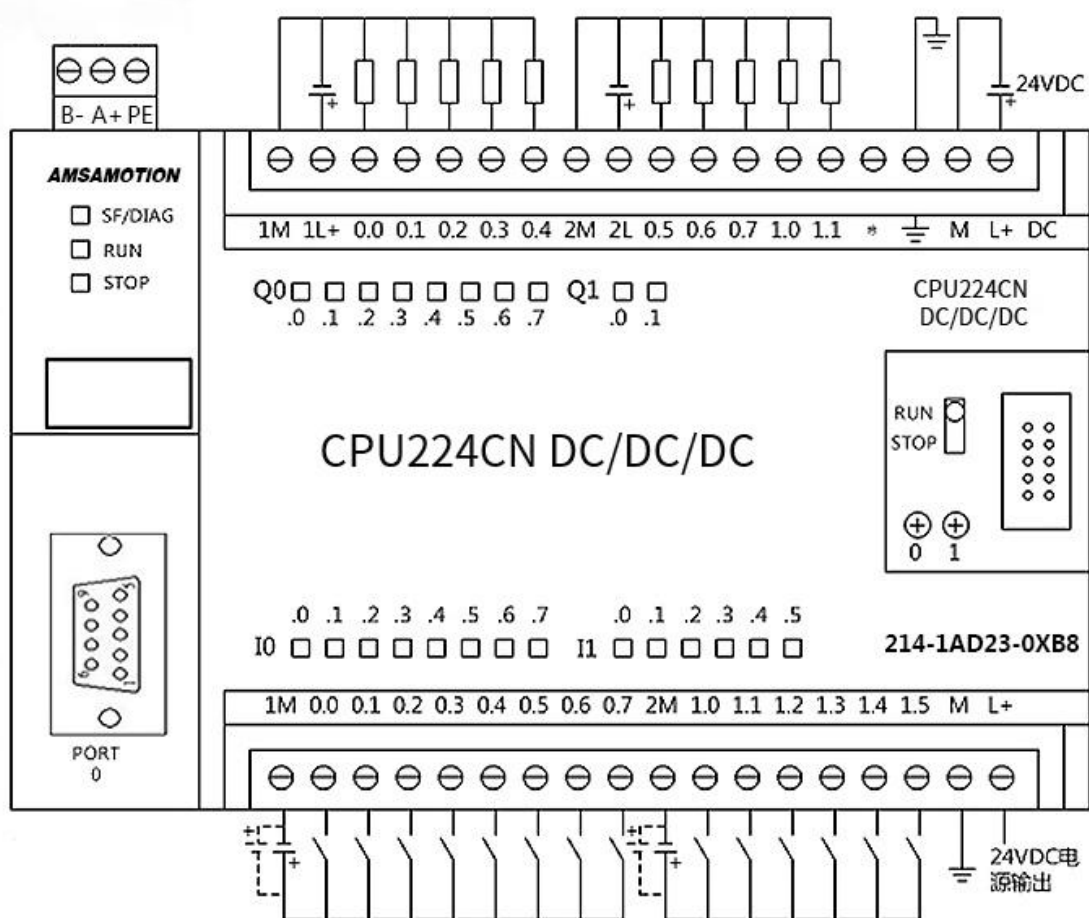 24VDC
B- A+ PE
AMSAMOTION
SF/DIAG
RUN
STOP
1M 1L+ 0.0 0.1 0.2 0.3 0.4 2M 2L 0.5 0.6 0.7 1.0 1.1 * ⏚ M L+ DC
Q0 Q1
.0 .1 .2 .3 .4 .5 .6 .7 .0 .1
CPU224CN
DC/DC/DC
RUN
STOP
0 1
CPU224CN DC/DC/DC
.0 .1 .2 .3 .4 .5 .6 .7 .0 .1 .2 .3 .4 .5
I0 I1
214-1AD23-0XB8
1M 0.0 0.1 0.2 0.3 0.4 0.5 0.6 0.7 2M 1.0 1.1 1.2 1.3 1.4 1.5 M L+
5
9
6
1
PORT
0
24VDC电
源输出